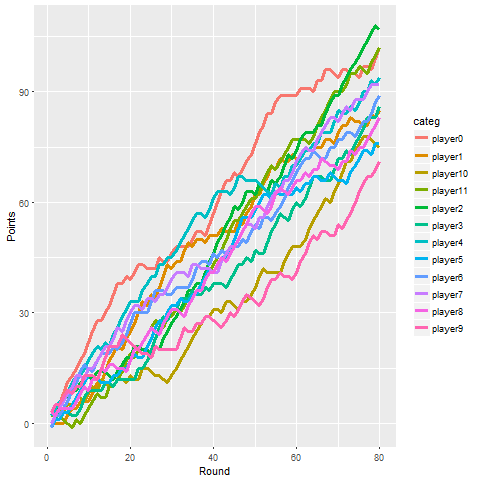 Points
90
60
30
0
0
20
40
60
80
Round
categ
player0
player1
player10
player11
player2
player3
player4
player5
player6
player7
player8
player9